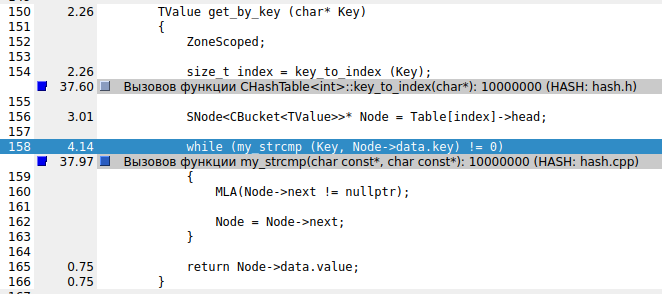 150 2.26 TValue get_by_key (char* Key)
151 {
152 ZoneScoped;
153
154 2.26 size_t index = key_to_index (Key);
37.60 Вызовов функции CHashTable<int>::key_to_index(char*): 10000000 (HASH: hash.h)
155
156 3.01 SNode<CBucket<TValue>>* Node = Table[index]->head;
157
158 4.14 while (my_strcmp (Key, Node->data.key) != 0)
37.97 Вызовов функции my_strcmp(char const*, char const*): 10000000 (HASH: hash.cpp)
159 {
160 MLA(Node->next != nullptr);
161
162 Node = Node->next;
163 }
164
165 0.75 return Node->data.value;
166 0.75 }